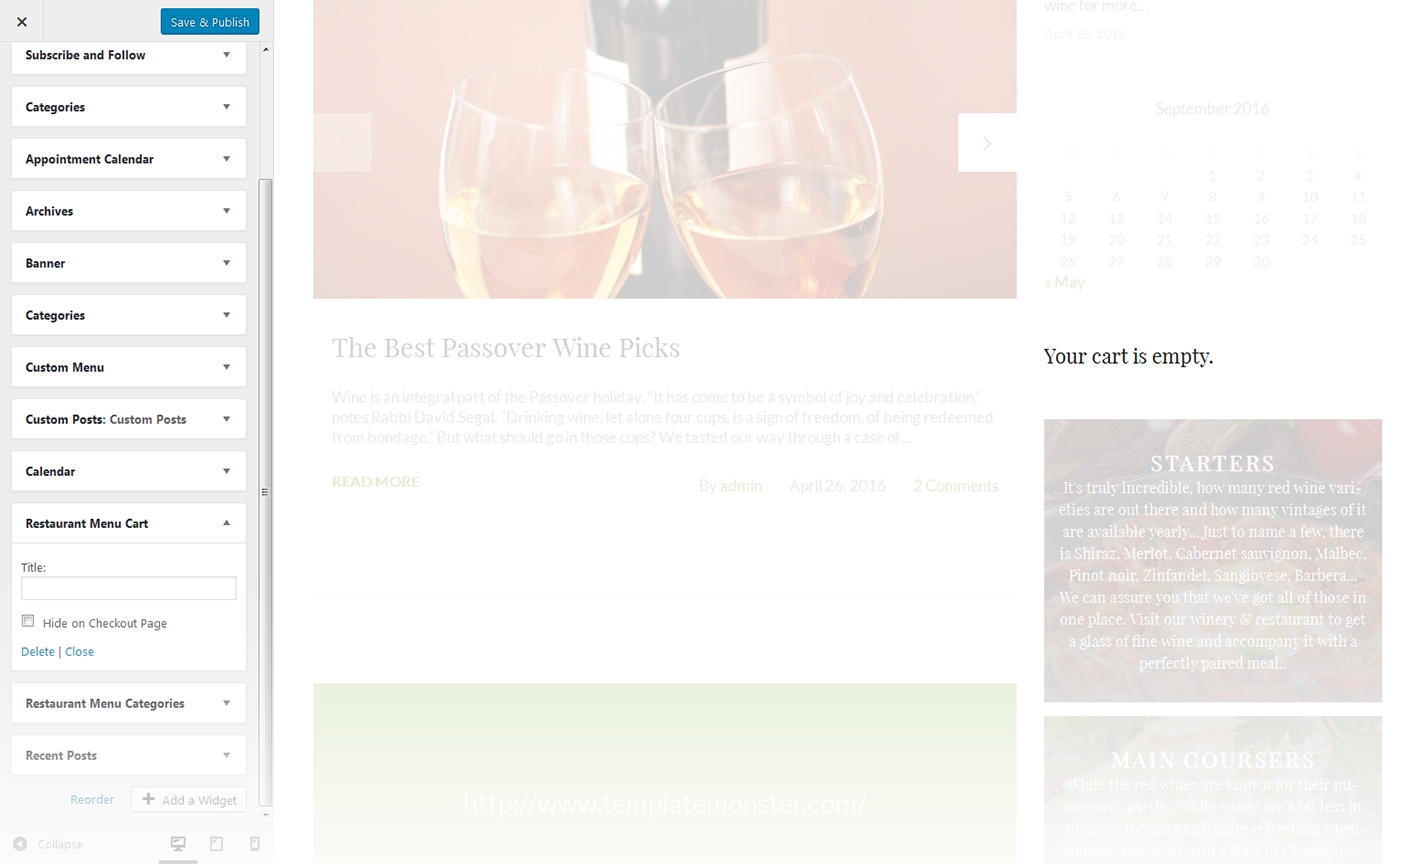 Save & Publish
Subscribe and Follow
Categories
Appointment Calendar
Archives
Banner
Categories
Custom Menu
Custom Posts: Custom Posts
Calendar
Restaurant Menu Cart
Title:
Hide on Checkout Page
Delete | Close
Restaurant Menu Categories
Recent Posts
Reorder
Add a Widget
Collapse
The Best Passover Wine Picks
Wine is an integral part of the Passover holiday. “It has come to be a symbol of joy and celebration,”
notes Rabbi David Segal. “Drinking wine, let alone four cups, is a sign of freedom, of being redeemed
from bondage.” But what should go in those cups? We tasted our way through a case of...
READ MORE
By admin
April 26, 2016
2 Comments
http://www.templatemonster.com/
wine for more...
April 26, 2016
September 2016
1 2 3 4
5 6 7 8 9 10 11
12 13 14 15 16 17 18
19 20 21 22 23 24 25
26 27 28 29 30
« May
Your cart is empty.
STARTERS
It's truly incredible, how many red wine vari-
eties are out there and how many vintages of it
are available yearly... Just to name a few, there
is Shiraz, Merlot, Cabernet sauvignon, Malbec,
Pinot noir, Zinfandel, Sangiovese, Barbera...
We can assure you that we've got all of those in
one place. Visit our winery & restaurant to get
a glass of fine wine and accompany it with a
perfectly paired meal..
MAIN COURSERS
While the red wines are known for their nu-
merous varieties, white wines are a bit less in
number, though much more refreshing when
chilled... Just start with a glass of Chardonnay